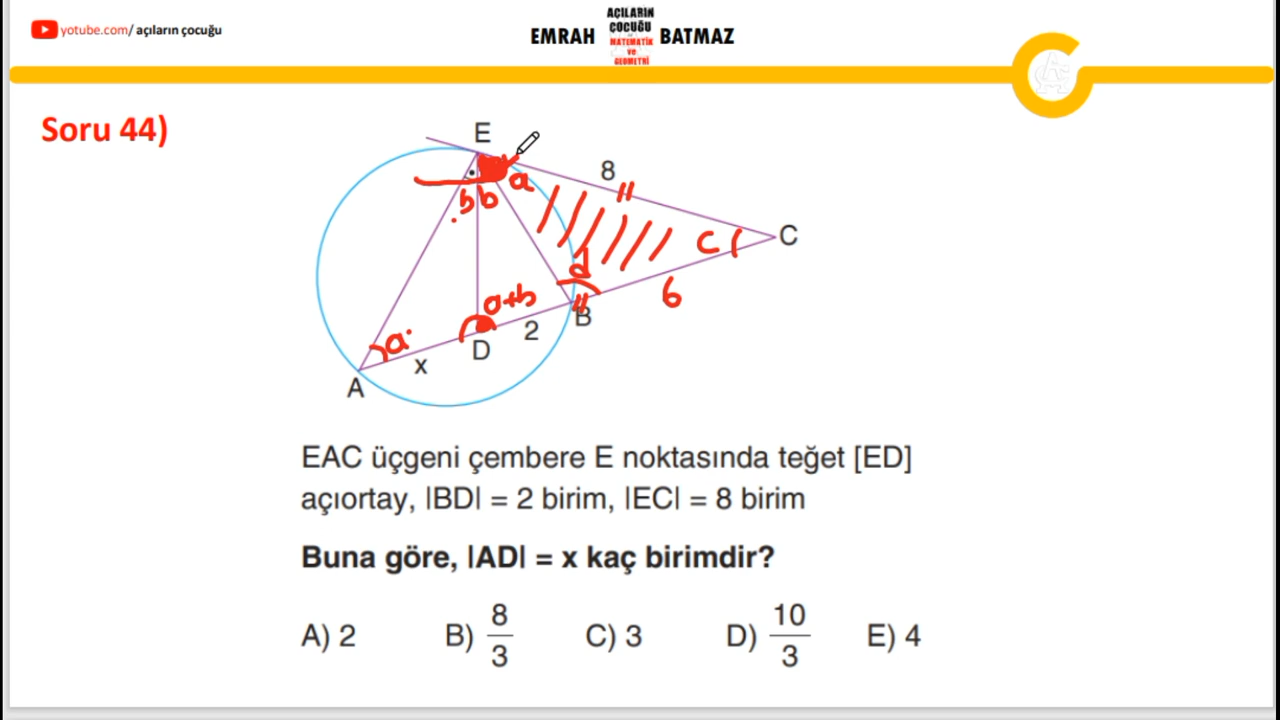 yotube.com/ açıların çocuğu
EMRAH AÇILARIN ÇOCUĞU MATEMATİK ve GEOMETRİ BATMAZ
Soru 44)
E
8
a
b b
C
c
d
6
a+b
B
2
a
D
x
A
EAC üçgeni çembere E noktasında teğet [ED]
açıortay, |BD| = 2 birim, |EC| = 8 birim
Buna göre, |AD| = x kaç birimdir?
A) 2 B) 8/3 C) 3 D) 10/3 E) 4